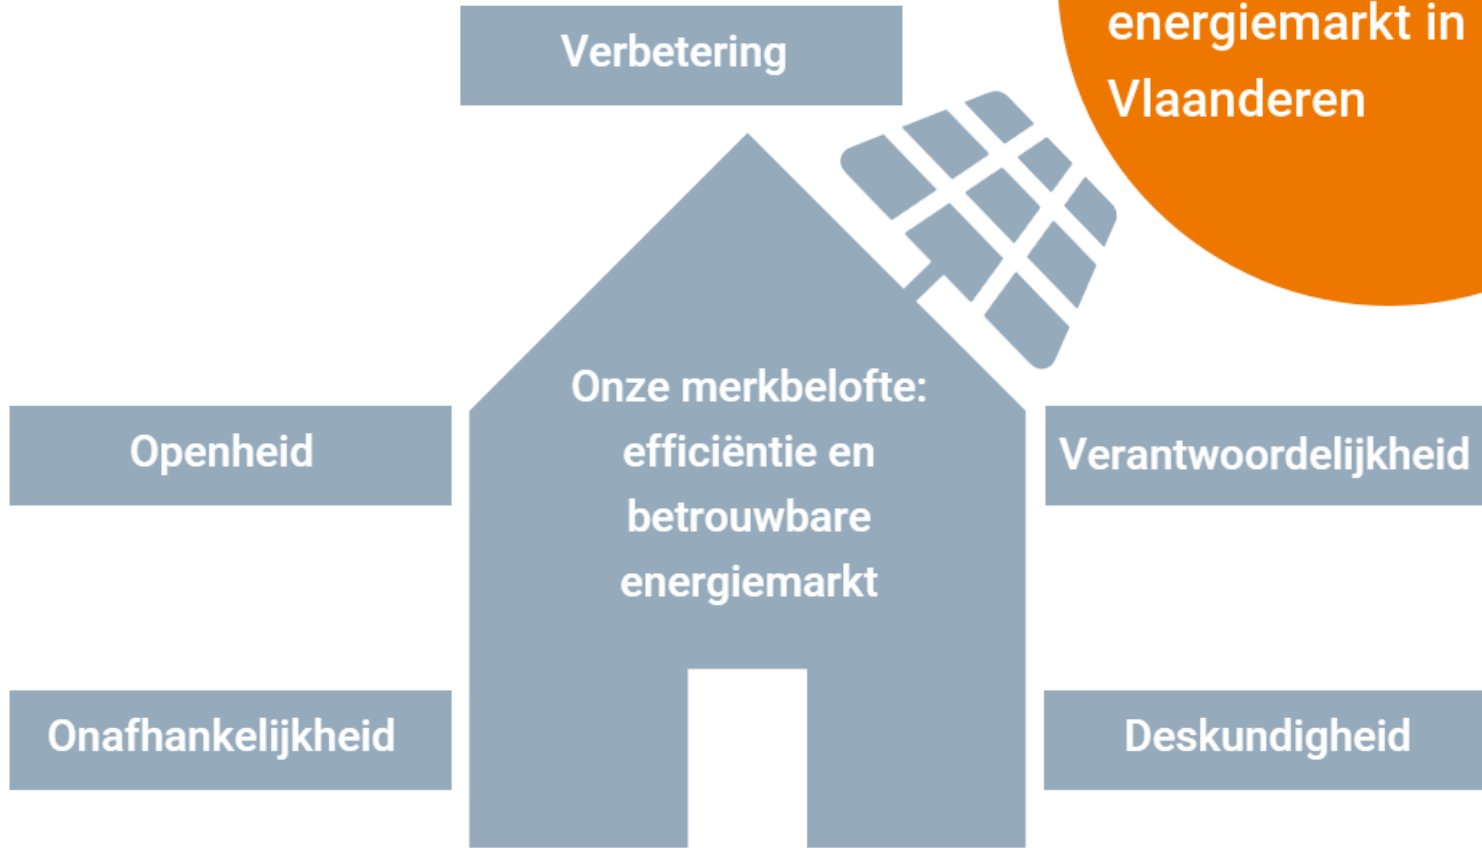 Verbetering
energiemarkt in
Vlaanderen
Onze merkbelofte:
efficiëntie en
betrouwbare
energiemarkt
Openheid
Verantwoordelijkheid
Onafhankelijkheid
Deskundigheid